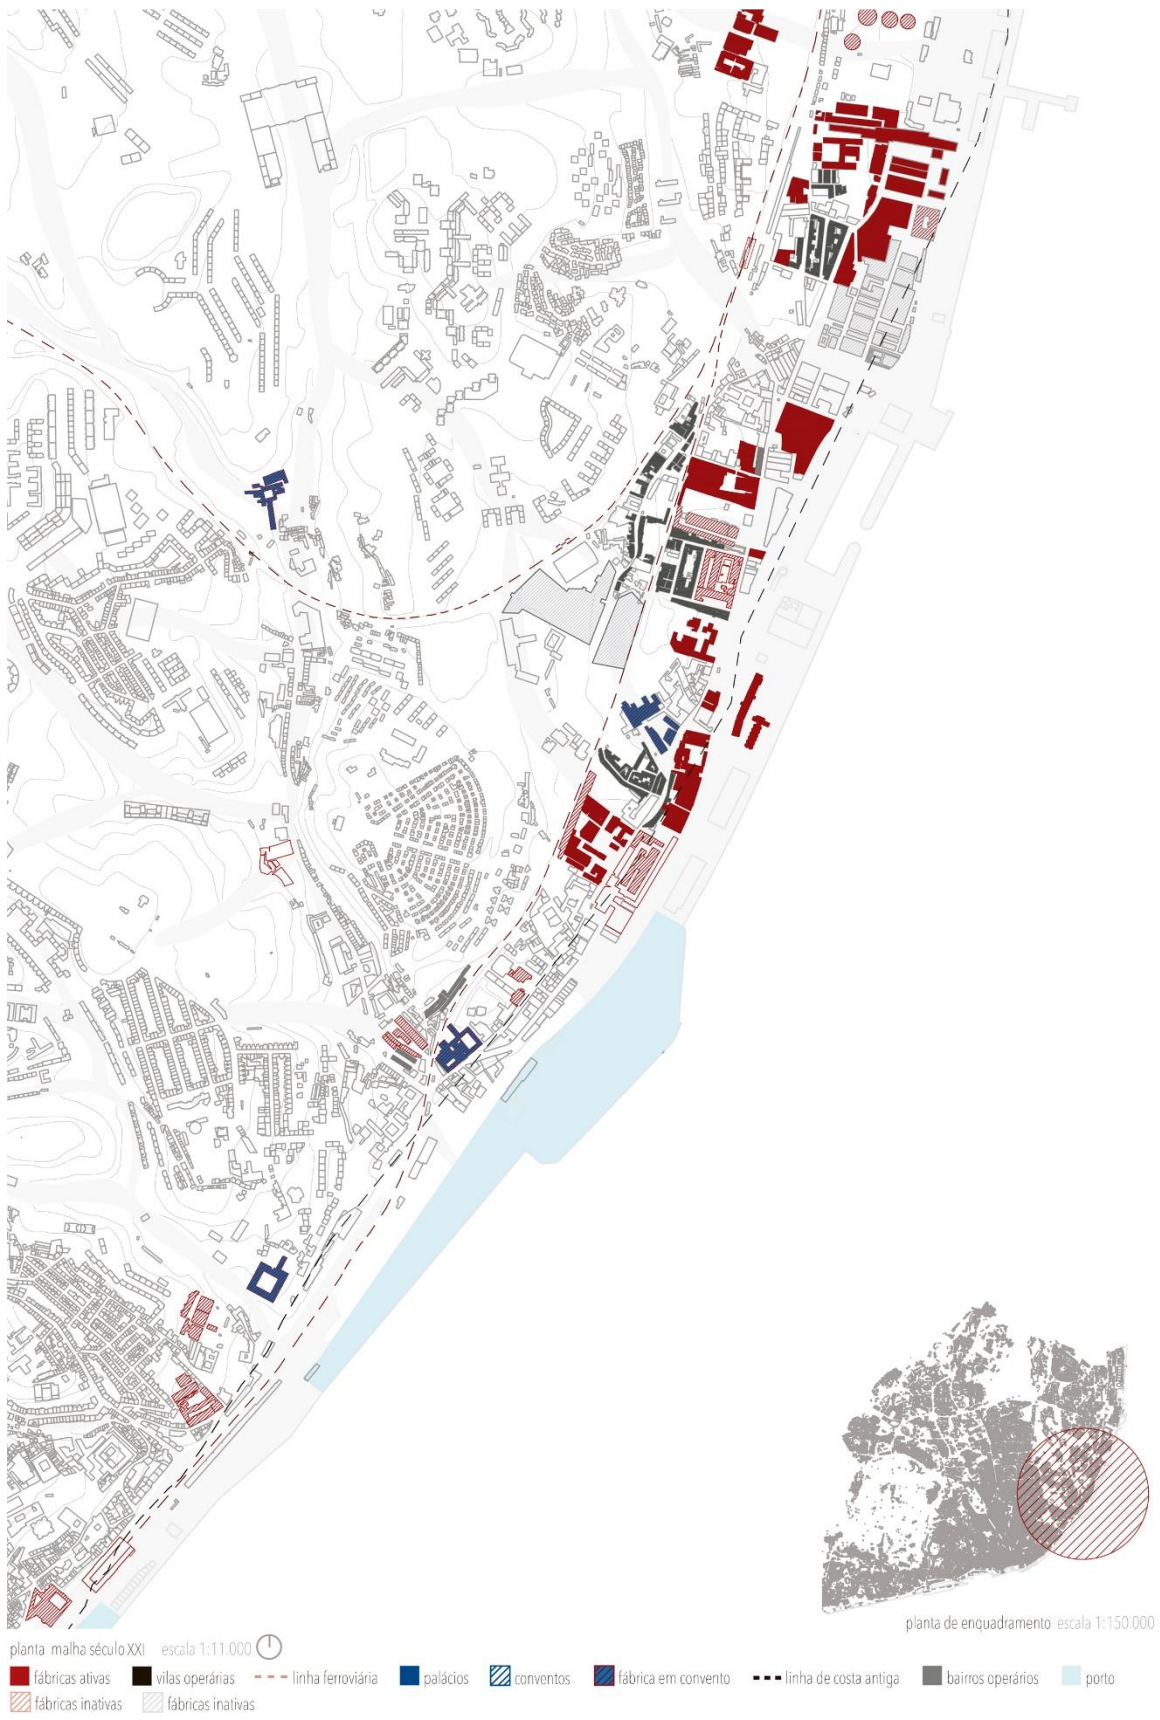 planta de enquadramento escala 1:150.000
planta malha século XXI escala 1:11.000
fábricas ativas vilas operárias linha ferroviária palácios conventos fábrica em convento linha de costa antiga bairros operários porto
fábricas inativas fábricas inativas